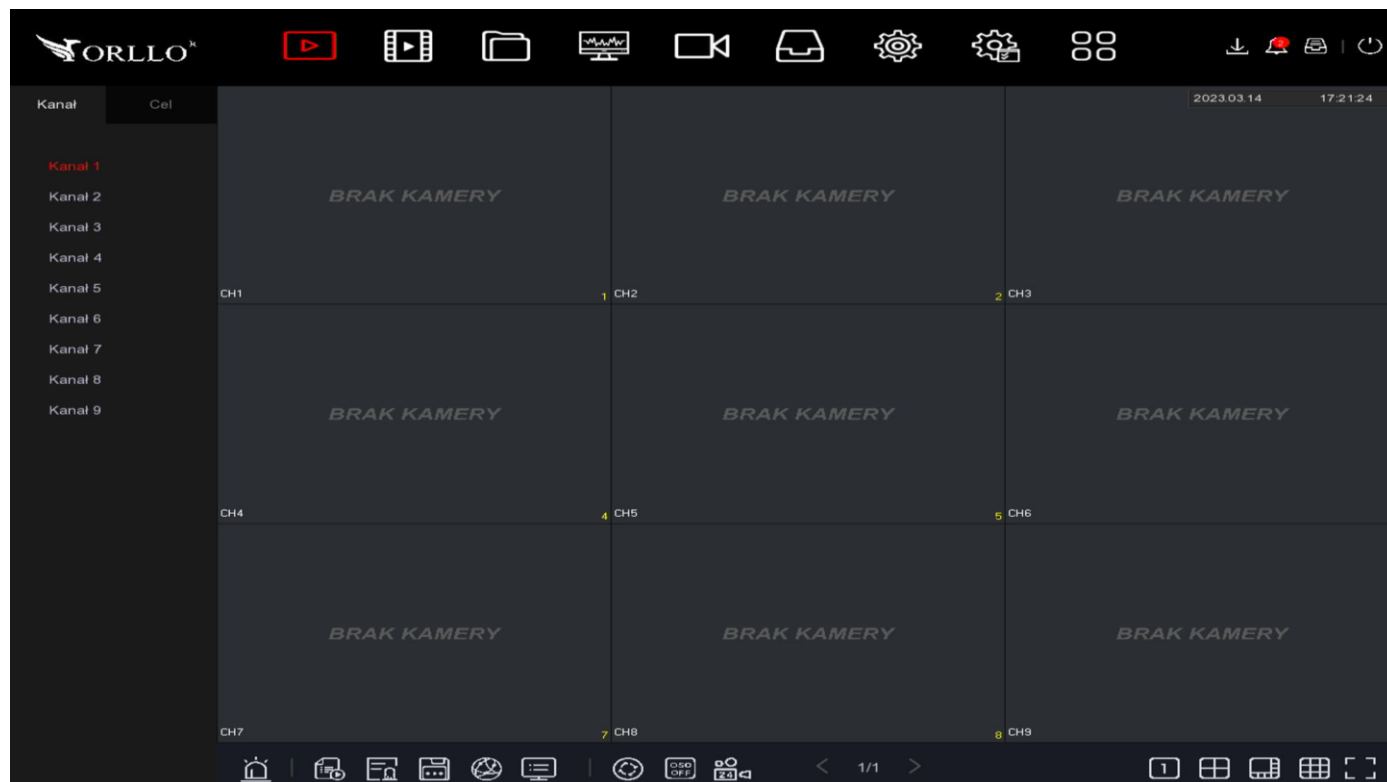 ORLLO
Kanał Cel
2023.03.14 17:21:24
Kanał 1
Kanał 2
Kanał 3
Kanał 4
Kanał 5
Kanał 6
Kanał 7
Kanał 8
Kanał 9
BRAK KAMERY BRAK KAMERY BRAK KAMERY
CH1 1 CH2 2 CH3
BRAK KAMERY BRAK KAMERY BRAK KAMERY
CH4 4 CH5 5 CH6
BRAK KAMERY BRAK KAMERY BRAK KAMERY
CH7 7 CH8 8 CH9
OSD OFF 24 < 1/1 > 1